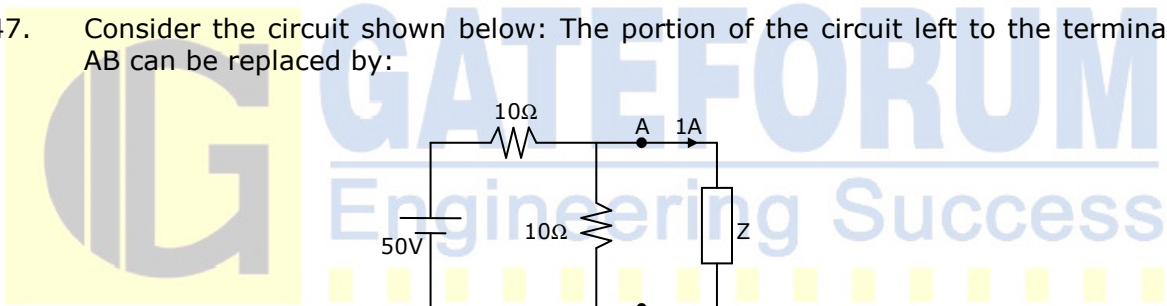 GATEFORUM
Engineering Success
47. Consider the circuit shown below: The portion of the circuit left to the termina
AB can be replaced by:
10Ω
A 1A
50V
10Ω
Z